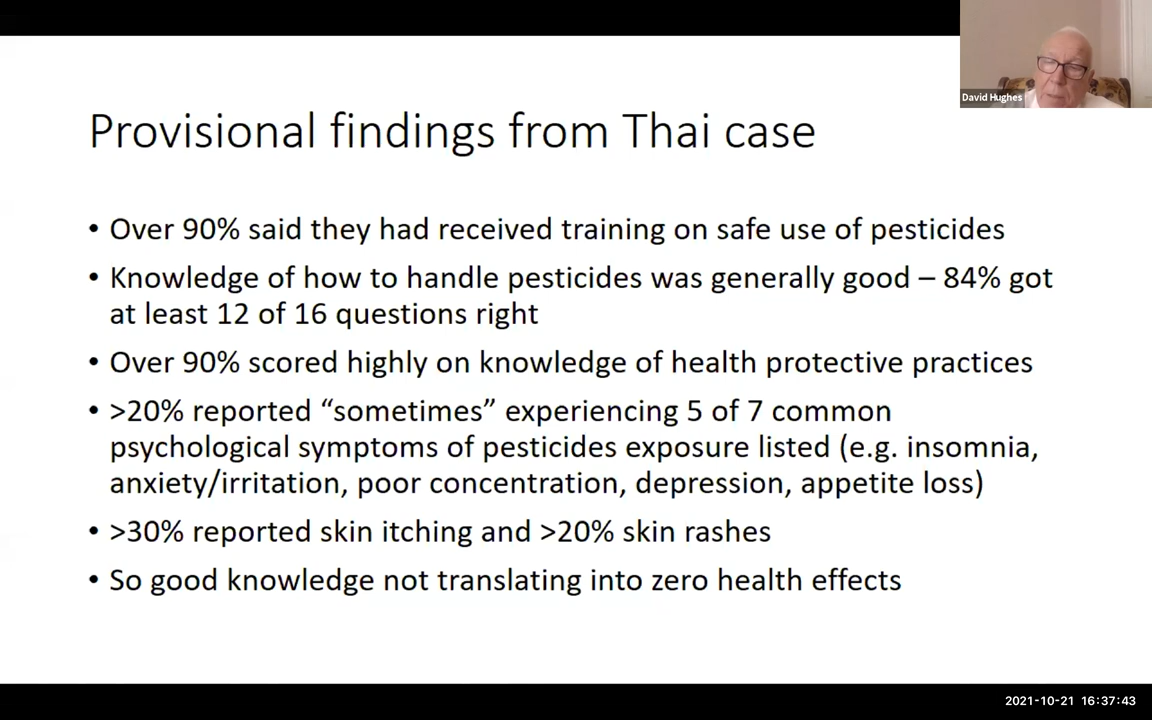 David Hughes
Provisional findings from Thai case
• Over 90% said they had received training on safe use of pesticides
• Knowledge of how to handle pesticides was generally good – 84% got
at least 12 of 16 questions right
• Over 90% scored highly on knowledge of health protective practices
• >20% reported “sometimes” experiencing 5 of 7 common
psychological symptoms of pesticides exposure listed (e.g. insomnia,
anxiety/irritation, poor concentration, depression, appetite loss)
• >30% reported skin itching and >20% skin rashes
• So good knowledge not translating into zero health effects
2021-10-21 16:37:43